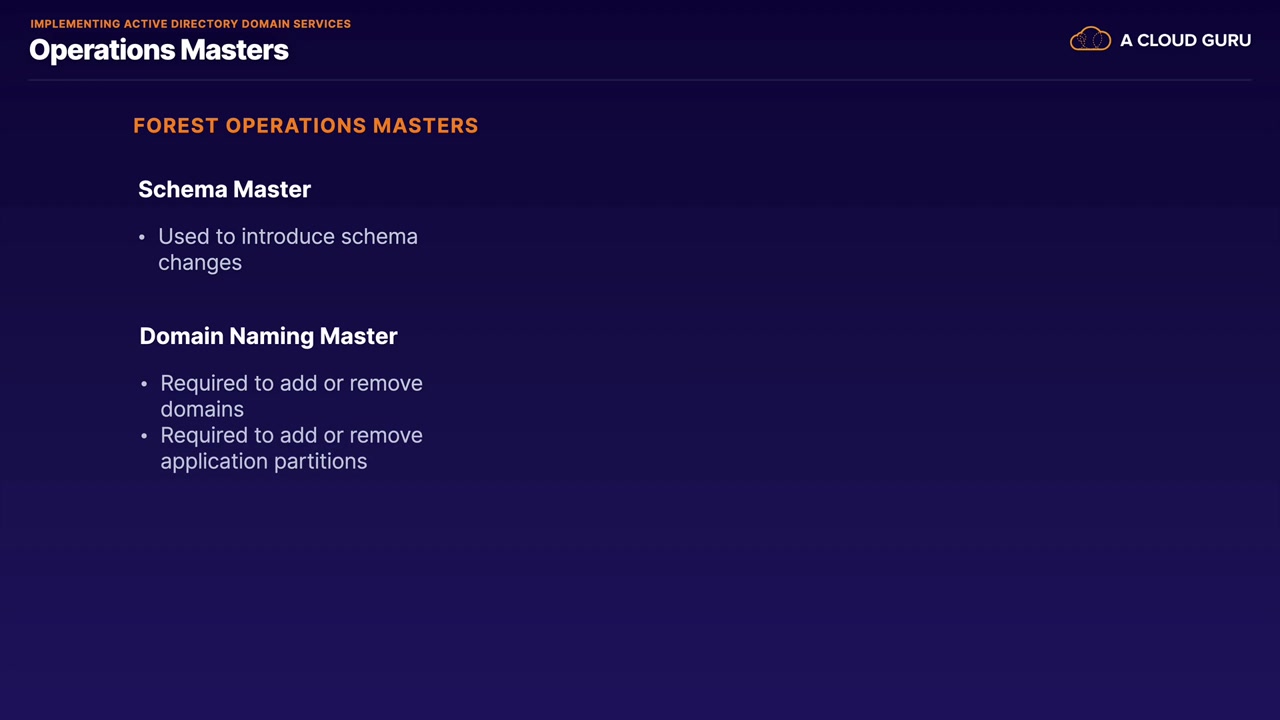 IMPLEMENTING ACTIVE DIRECTORY DOMAIN SERVICES
Operations Masters
A CLOUD GURU
FOREST OPERATIONS MASTERS
Schema Master
• Used to introduce schema
changes
Domain Naming Master
• Required to add or remove
domains
• Required to add or remove
application partitions